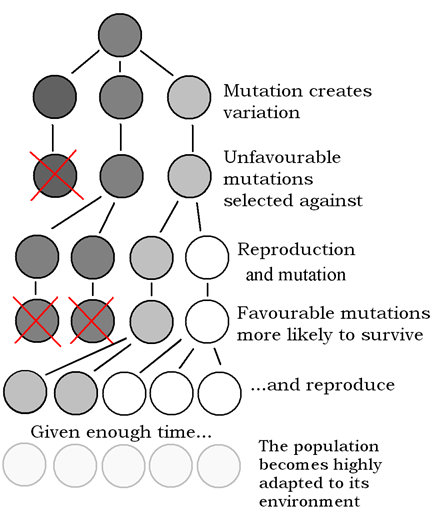 Mutation creates
variation
Unfavourable
mutations
selected against
Reproduction
and mutation
Favourable mutations
more likely to survive
...and reproduce
Given enough time...
The population
becomes highly
adapted to its
environment